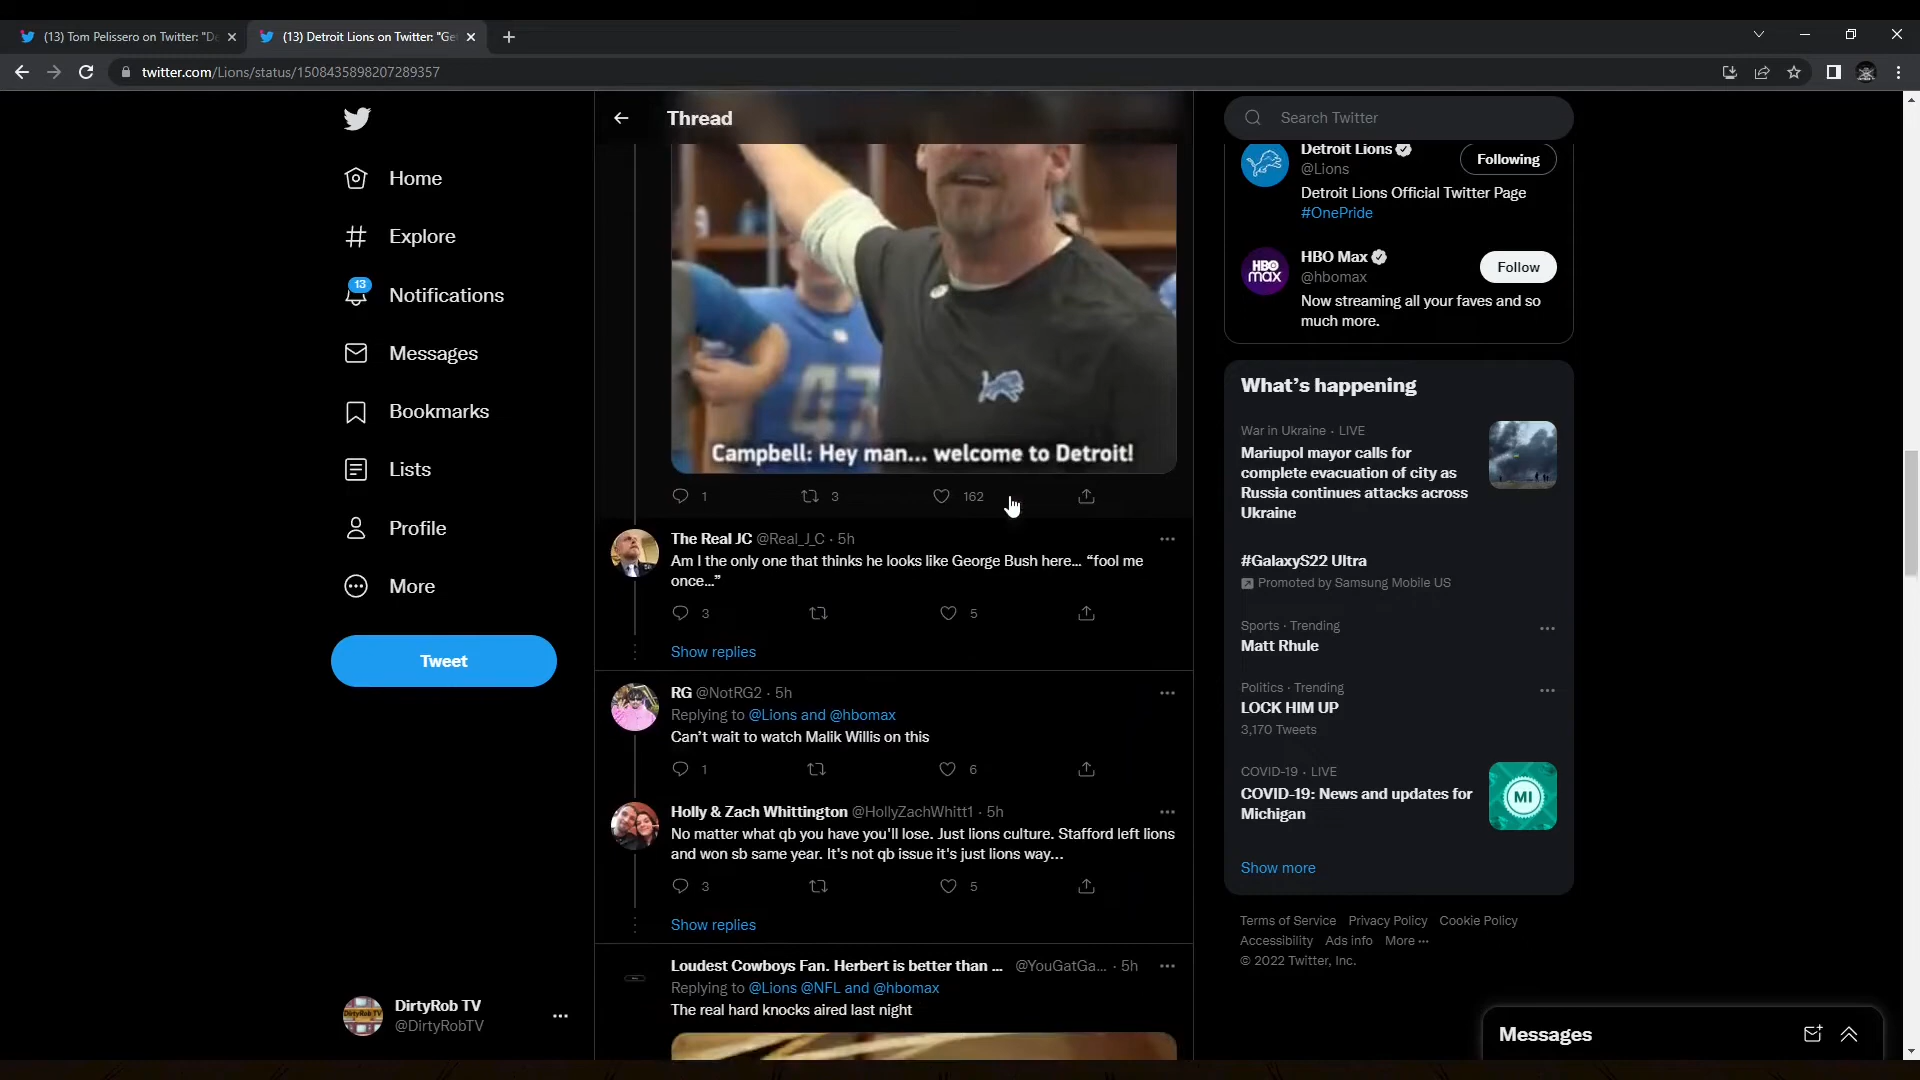 (13) Tom Pelissero on Twitter: "De
(13) Detroit Lions on Twitter: "Ge
twitter.com/Lions/status/1508435898207289357
Home
Explore
13
Notifications
Messages
Bookmarks
Lists
Profile
More
Tweet
DirtyRob TV
@DirtyRobTV
Thread
47
Campbell: Hey man... welcome to Detroit!
1 3 162
The Real JC @Real_J_C · 5h
Am I the only one that thinks he looks like George Bush here... “fool me
once...”
3 5
Show replies
RG @NotRG2 · 5h
Replying to @Lions and @hbomax
Can’t wait to watch Malik Willis on this
1 6
Holly & Zach Whittington @HollyZachWhitt1 · 5h
No matter what qb you have you'll lose. Just lions culture. Stafford left lions
and won sb same year. It's not qb issue it's just lions way...
3 5
Show replies
Loudest Cowboys Fan. Herbert is better than ... @YouGatGa... · 5h
Replying to @Lions @NFL and @hbomax
The real hard knocks aired last night
Search Twitter
Detroit Lions
@Lions
Following
Detroit Lions Official Twitter Page
#OnePride
HBO
max
HBO Max
@hbomax
Follow
Now streaming all your faves and so
much more.
What’s happening
War in Ukraine · LIVE
Mariupol mayor calls for
complete evacuation of city as
Russia continues attacks across
Ukraine
#GalaxyS22 Ultra
Promoted by Samsung Mobile US
Sports · Trending
Matt Rhule
Politics · Trending
LOCK HIM UP
3,170 Tweets
COVID-19 · LIVE
COVID-19: News and updates for
Michigan
MI
Show more
Terms of Service Privacy Policy Cookie Policy
Accessibility Ads info More ···
© 2022 Twitter, Inc.
Messages